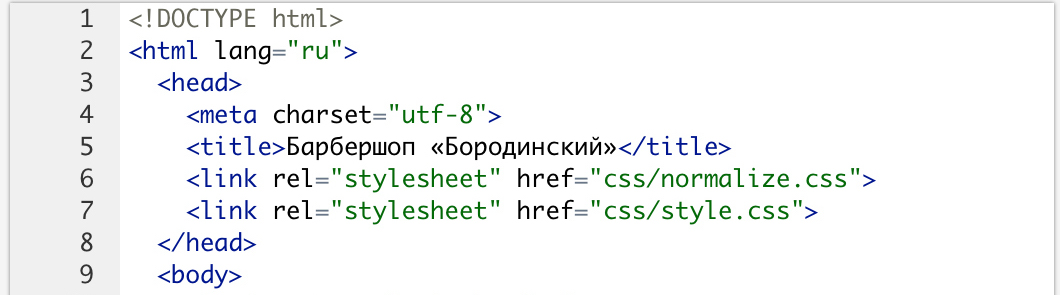 1 <!DOCTYPE html>
2 <html lang="ru">
3 <head>
4 <meta charset="utf-8">
5 <title>Барбершоп «Бородинский»</title>
6 <link rel="stylesheet" href="css/normalize.css">
7 <link rel="stylesheet" href="css/style.css">
8 </head>
9 <body>